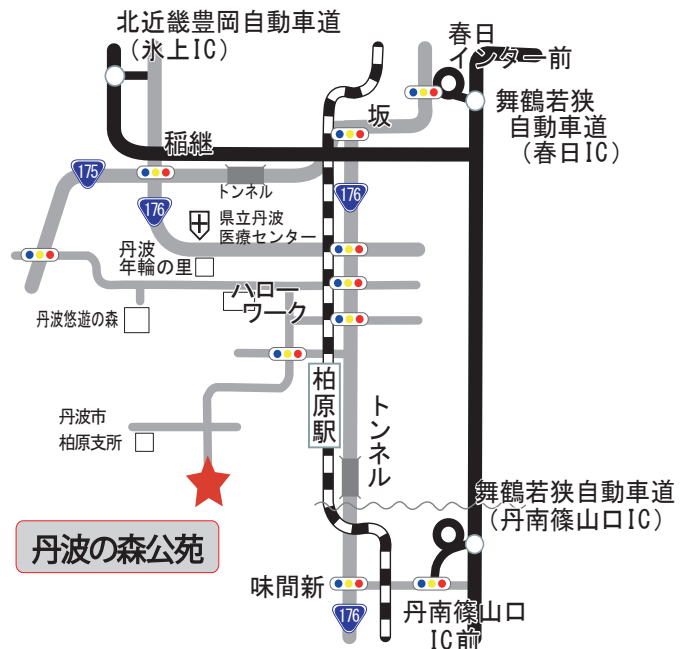 北近畿豊岡自動車道
（氷上IC）
春日
インター前
舞鶴若狭
自動車道
（春日IC）
坂
稲継
175
トンネル
176
176
県立丹波
医療センター
丹波
年輪の里
ハロー
ワーク
丹波悠遊の森
柏原駅
トンネル
丹波市
柏原支所
舞鶴若狭自動車道
（丹南篠山口IC）
丹波の森公苑
味間新
176
丹南篠山口
IC前